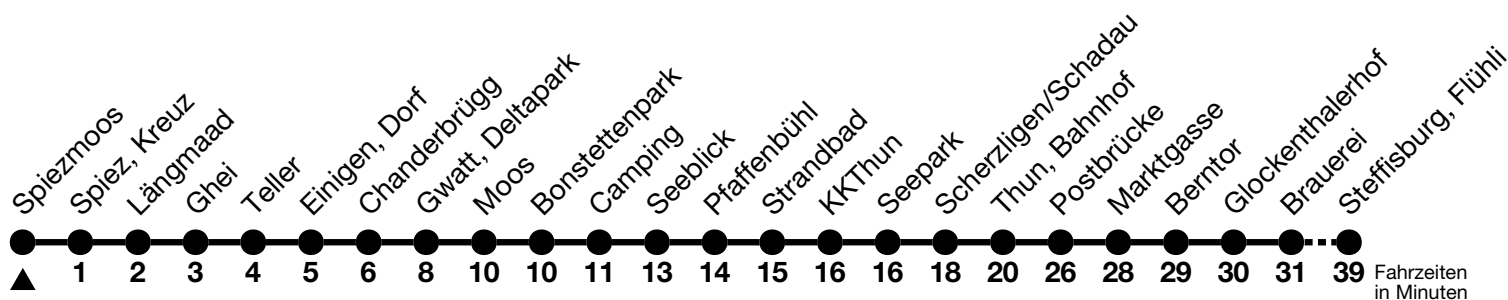 Spiezmoos
Spiez, Kreuz
Längmaad
Ghei
Teller
Einigen, Dorf
Chanderbrügg
Gwatt, Deltapark
Moos
Bonstettenpark
Camping
Seeblick
Pfaffenbühl
Strandbad
KKThun
Seepark
Scherzligen/Schadau
Thun, Bahnhof
Postbrücke
Marktgasse
Berntor
Glockenthalerhof
Brauerei
Steffisburg, Flühli
1 2 3 4 5 6 8 10 10 11 13 14 15 16 16 18 20 26 28 29 30 31 39 Fahrzeiten
in Minuten